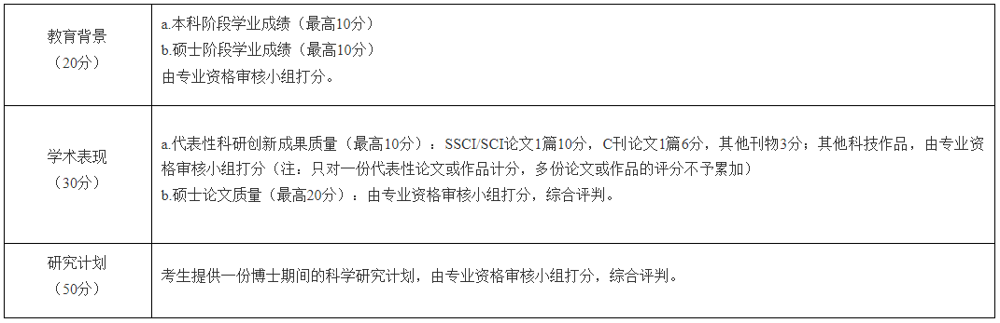 教育背景
（20分）
a.本科阶段学业成绩（最高10分）
b.硕士阶段学业成绩（最高10分）
由专业资格审核小组打分。
学术表现
（30分）
a.代表性科研创新成果质量（最高10分）：SSCI/SCI论文1篇10分，C刊论文1篇6分，其他刊物3分；其他科技作品，由专业资
格审核小组打分（注：只对一份代表性论文或作品计分，多份论文或作品的评分不予累加）
b.硕士论文质量（最高20分）：由专业资格审核小组打分，综合评判。
研究计划
（50分）
考生提供一份博士期间的科学研究计划，由专业资格审核小组打分，综合评判。